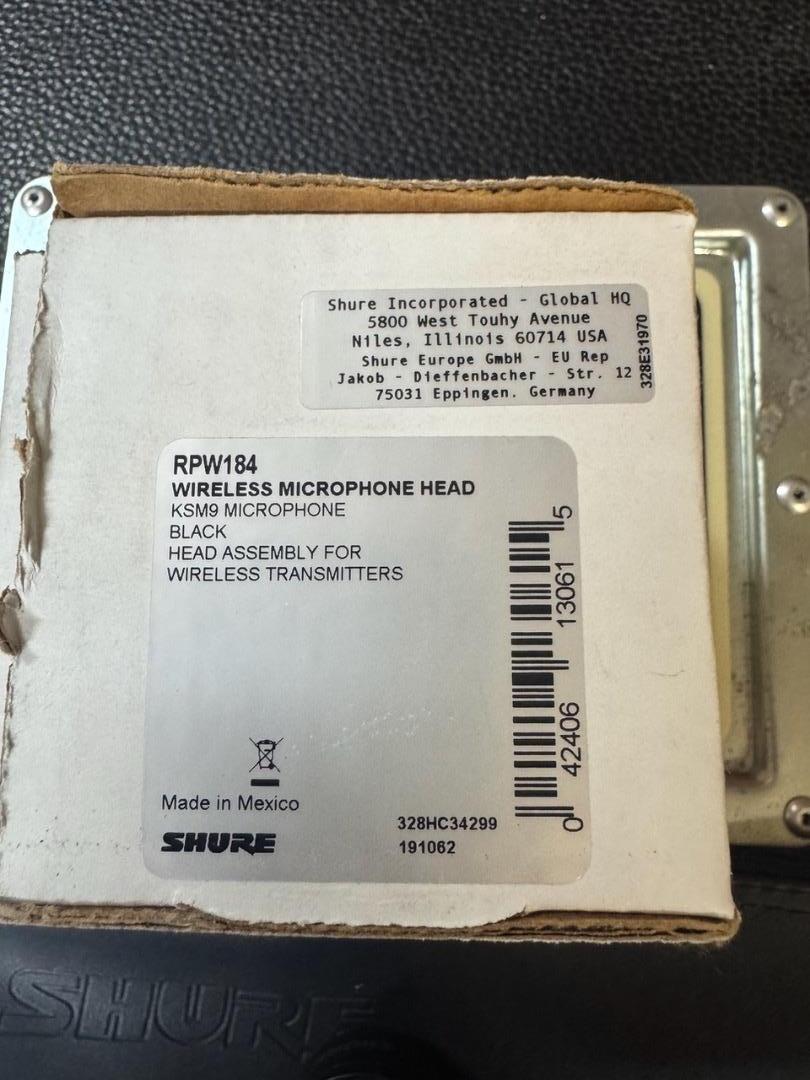 Shure Incorporated - Global HQ
5800 West Touhy Avenue
Niles, Illinois 60714 USA
Shure Europe GmbH - EU Rep
Jakob - Dieffenbacher - Str. 12
75031 Eppingen. Germany
328E31970
RPW184
WIRELESS MICROPHONE HEAD
KSM9 MICROPHONE
BLACK
HEAD ASSEMBLY FOR
WIRELESS TRANSMITTERS
0 42406 13061 5
Made in Mexico
SHURE
328HC34299
191062
SHURE